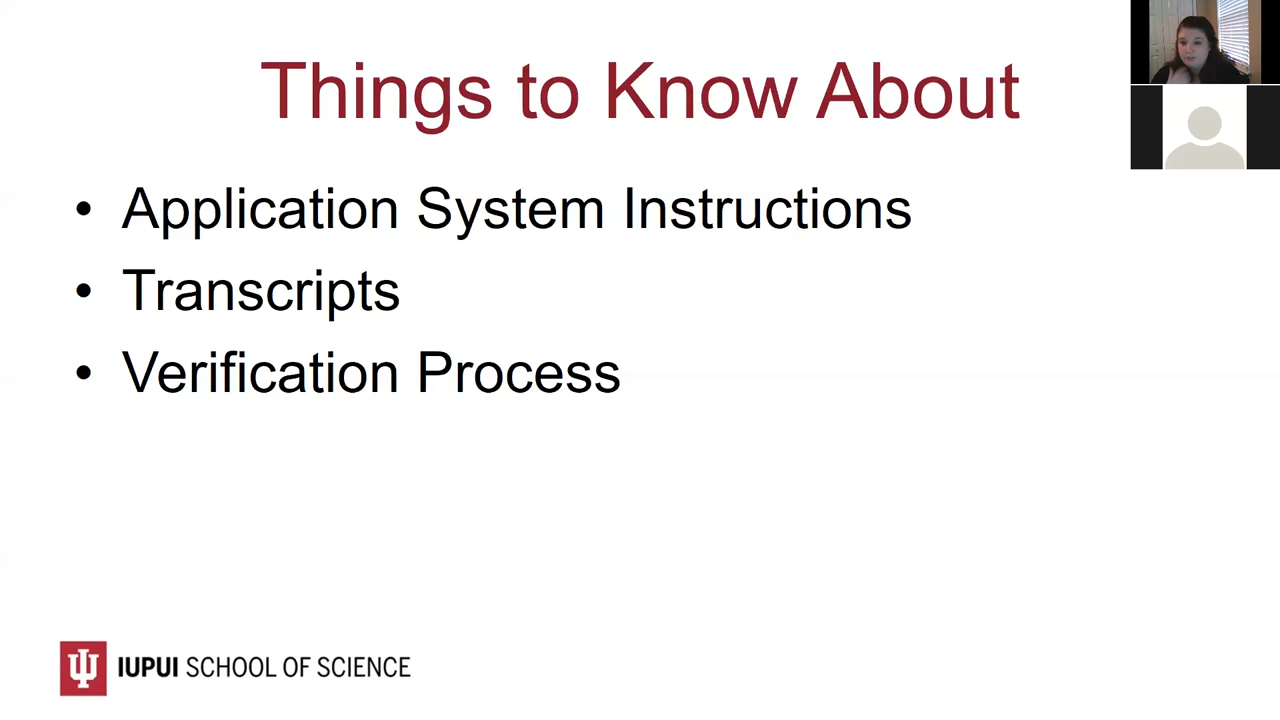 Things to Know About
• Application System Instructions
• Transcripts
• Verification Process
IUPUI SCHOOL OF SCIENCE